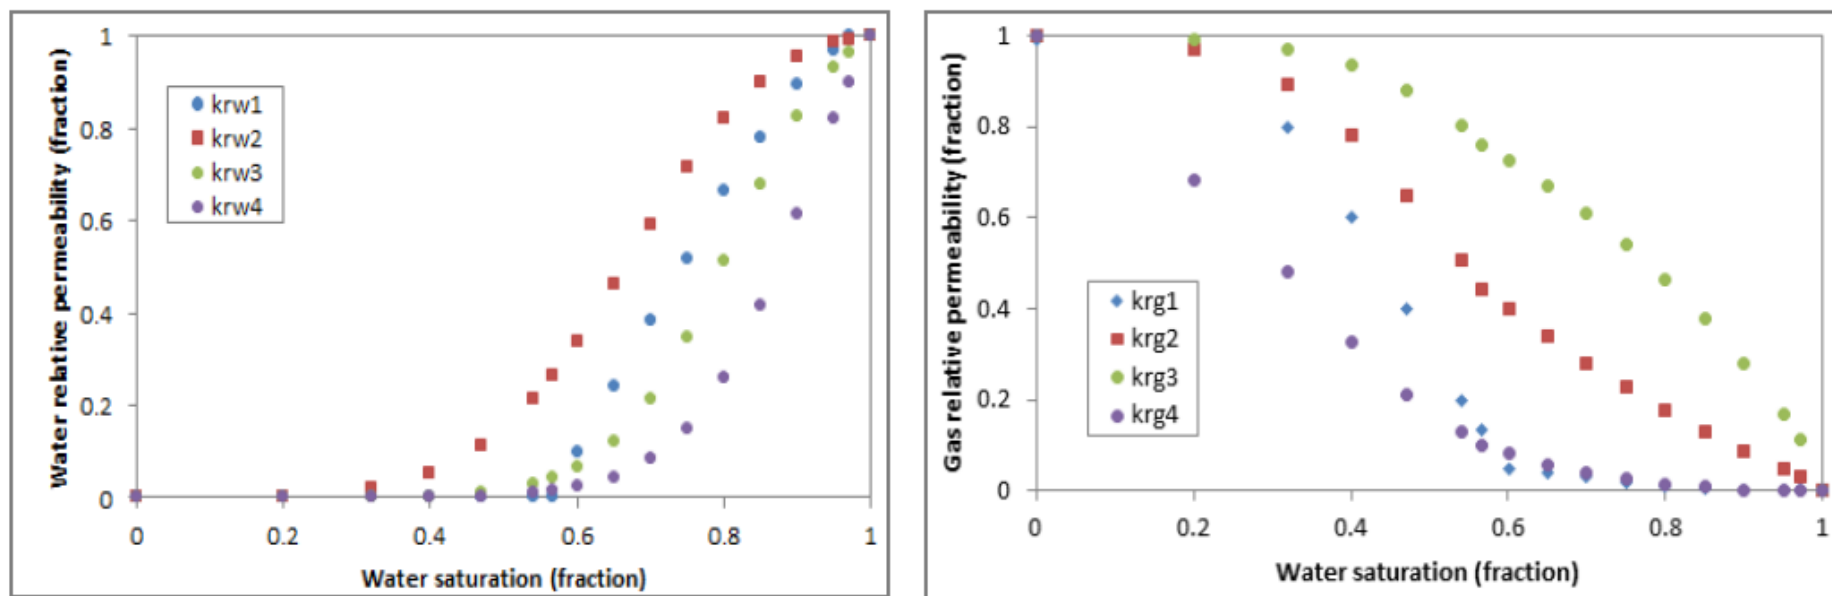 Water relative permeability (fraction)
1
0.8
0.6
0.4
0.2
0
krw1
krw2
krw3
krw4
0 0.2 0.4 0.6 0.8 1
Water saturation (fraction)
Gas relative permeability (fraction)
1
0.8
0.6
0.4
0.2
0
krg1
krg2
krg3
krg4
0 0.2 0.4 0.6 0.8 1
Water saturation (fraction)